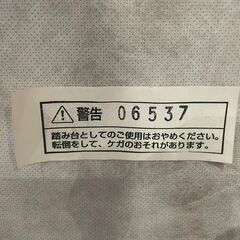 ⚠警告 06537
踏み台としてのご使用はおやめください。
転倒をして、ケガのおそれがあります。